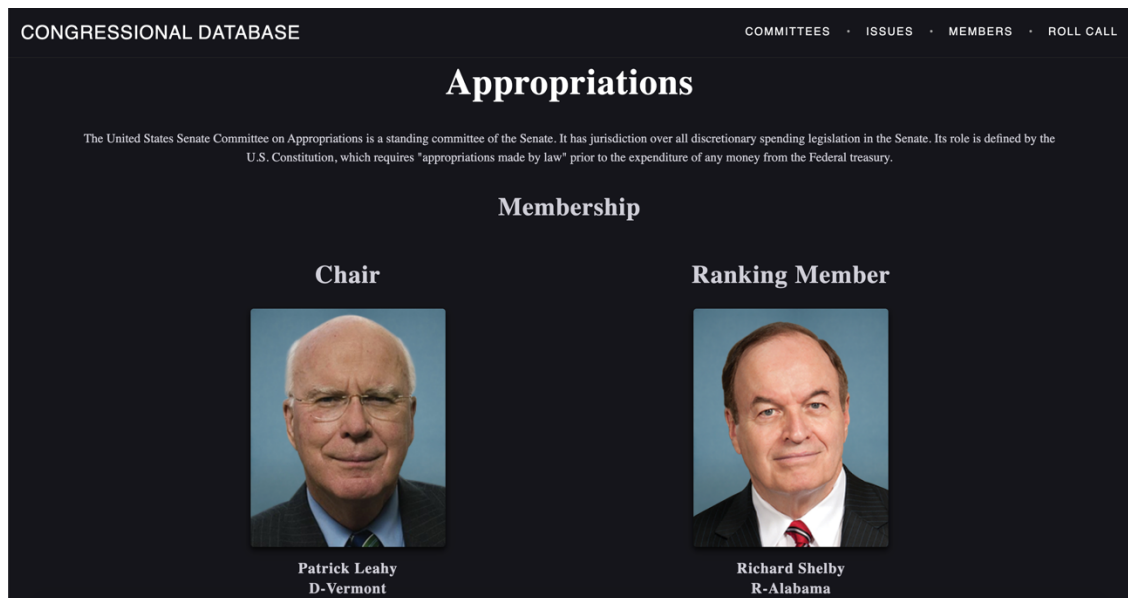 CONGRESSIONAL DATABASE
COMMITTEES · ISSUES · MEMBERS · ROLL CALL
Appropriations
The United States Senate Committee on Appropriations is a standing committee of the Senate. It has jurisdiction over all discretionary spending legislation in the Senate. Its role is defined by the
U.S. Constitution, which requires "appropriations made by law" prior to the expenditure of any money from the Federal treasury.
Membership
Chair
Ranking Member
Patrick Leahy
D-Vermont
Richard Shelby
R-Alabama